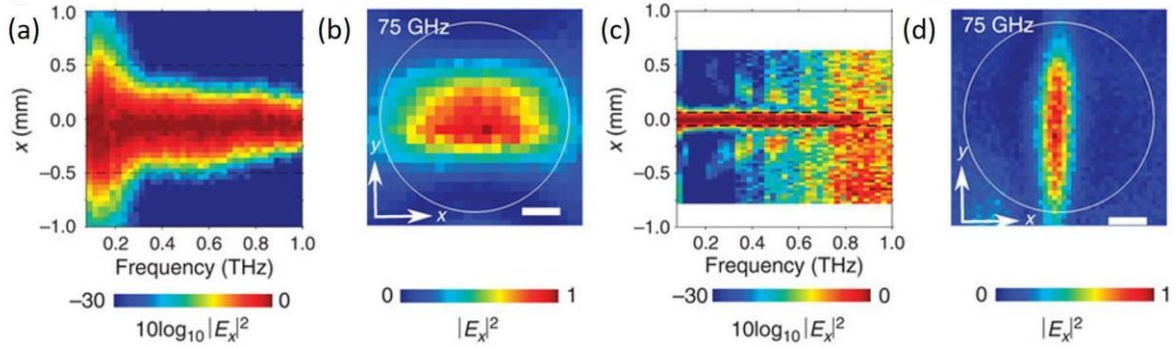 (a)
x (mm)
1.0
0.5
0.0
−0.5
−1.0
0.2 0.4 0.6 0.8 1.0
Frequency (THz)
−30 0
10log₁₀ |Eₓ|²
(b)
75 GHz
y
x
0 1
|Eₓ|²
(c)
x (mm)
1.0
0.5
0.0
−0.5
−1.0
0.2 0.4 0.6 0.8 1.0
Frequency (THz)
−30 0
10log₁₀ |Eₓ|²
(d)
75 GHz
y
x
0 1
|Eₓ|²